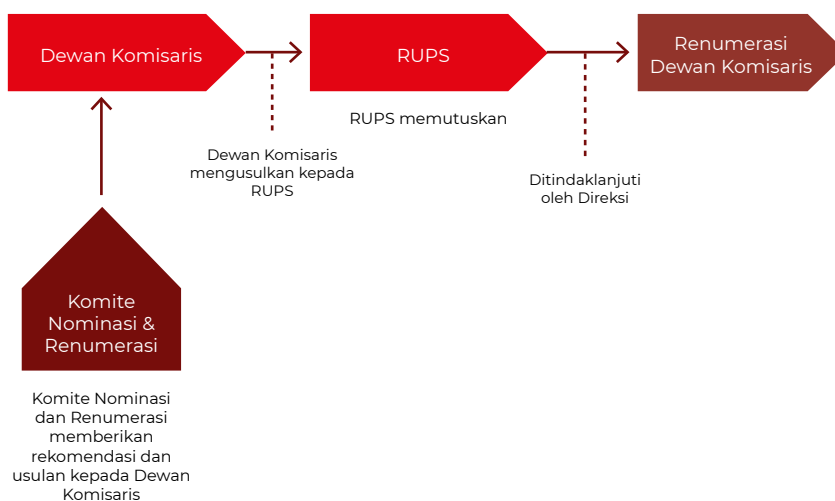 Dewan Komisaris
RUPS
Renumerasi
Dewan Komisaris
RUPS memutuskan
Dewan Komisaris
mengusulkan kepada
RUPS
Ditindaklanjuti
oleh Direksi
Komite
Nominasi &
Renumerasi
Komite Nominasi
dan Renumerasi
memberikan
rekomendasi dan
usulan kepada Dewan
Komisaris